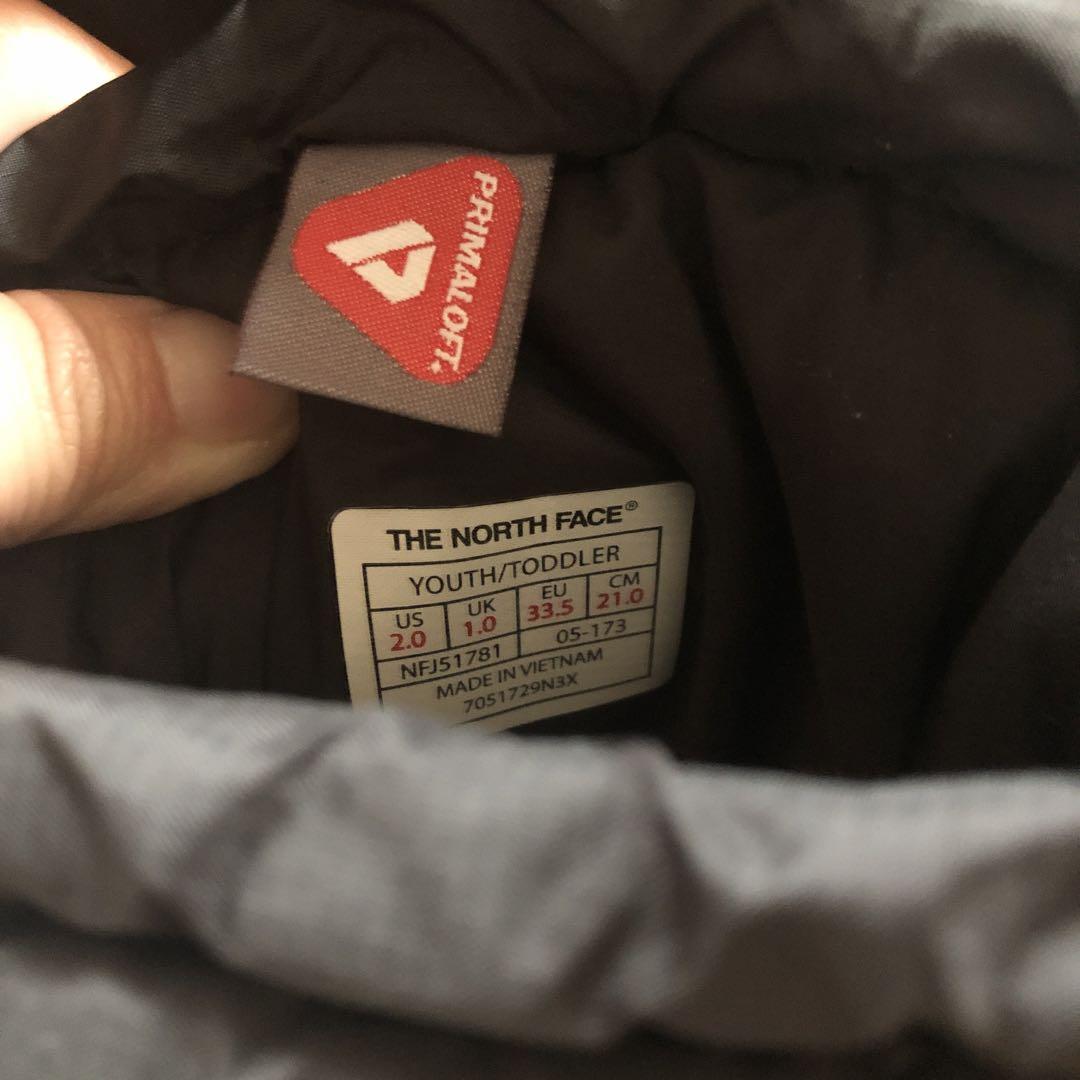 PRIMALOFT
THE NORTH FACE®
YOUTH/TODDLER
US UK EU CM
2.0 1.0 33.5 21.0
NFJ51781 05-173
MADE IN VIETNAM
7051729N3X